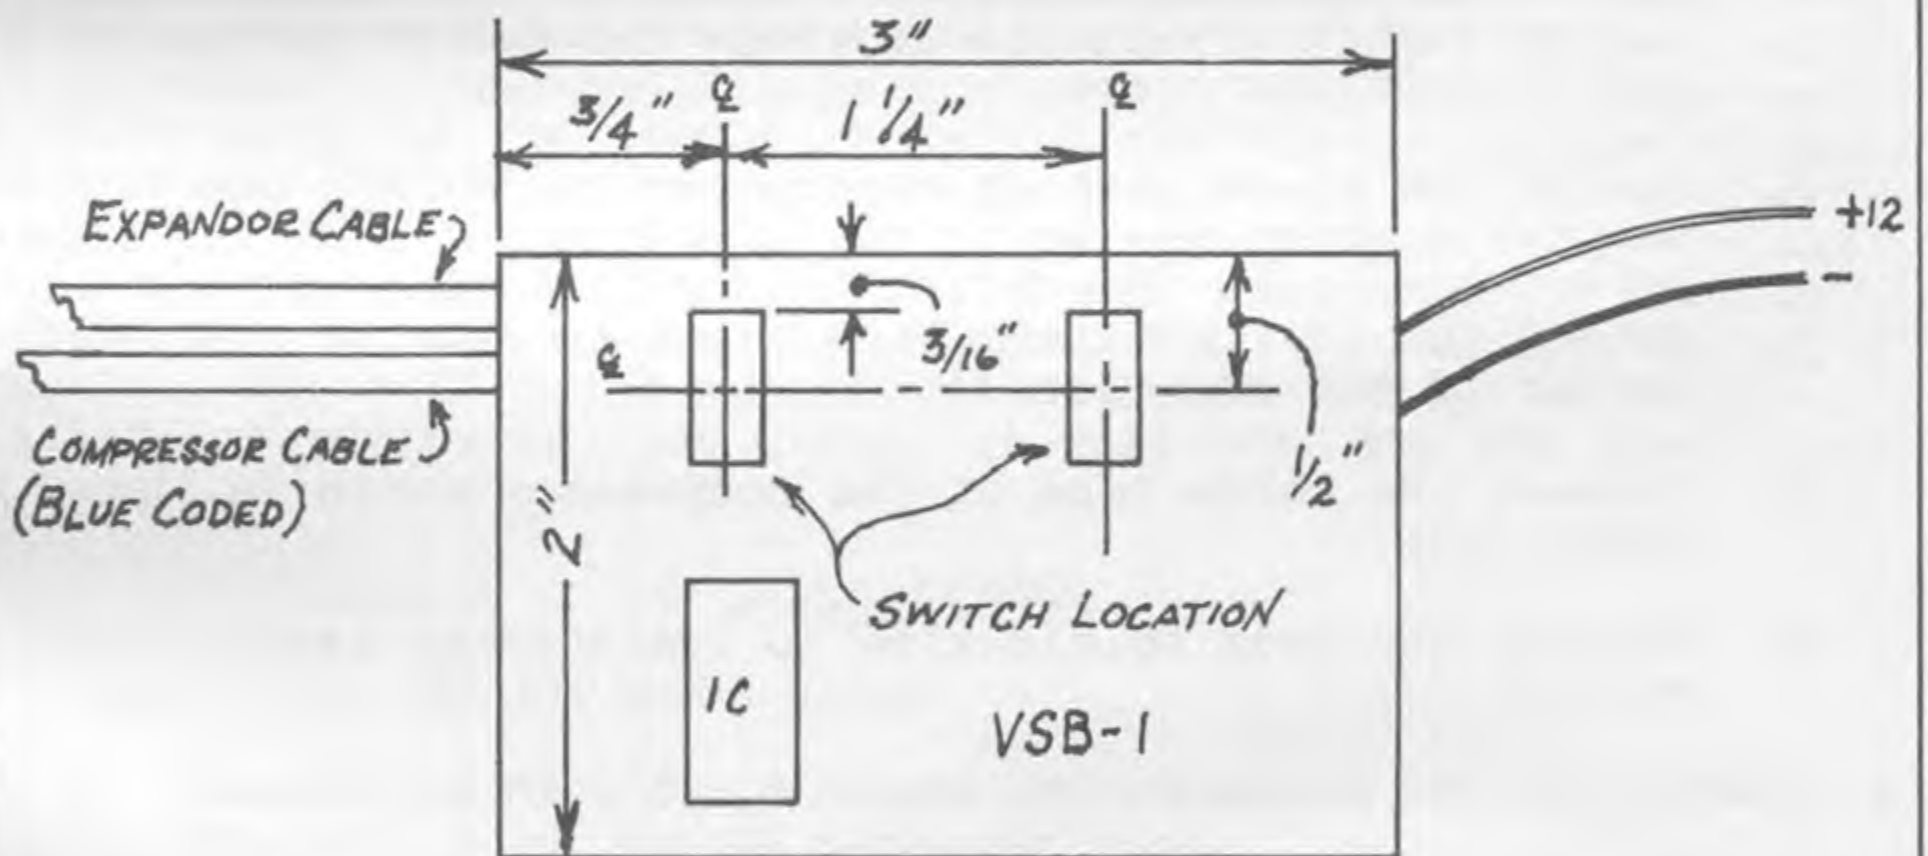 3"
3/4" ℄ 1 1/4" ℄
EXPANDOR CABLE
+12
-
3/16"
℄
COMPRESSOR CABLE
(BLUE CODED)
1/2"
2"
SWITCH LOCATION
IC
VSB-1